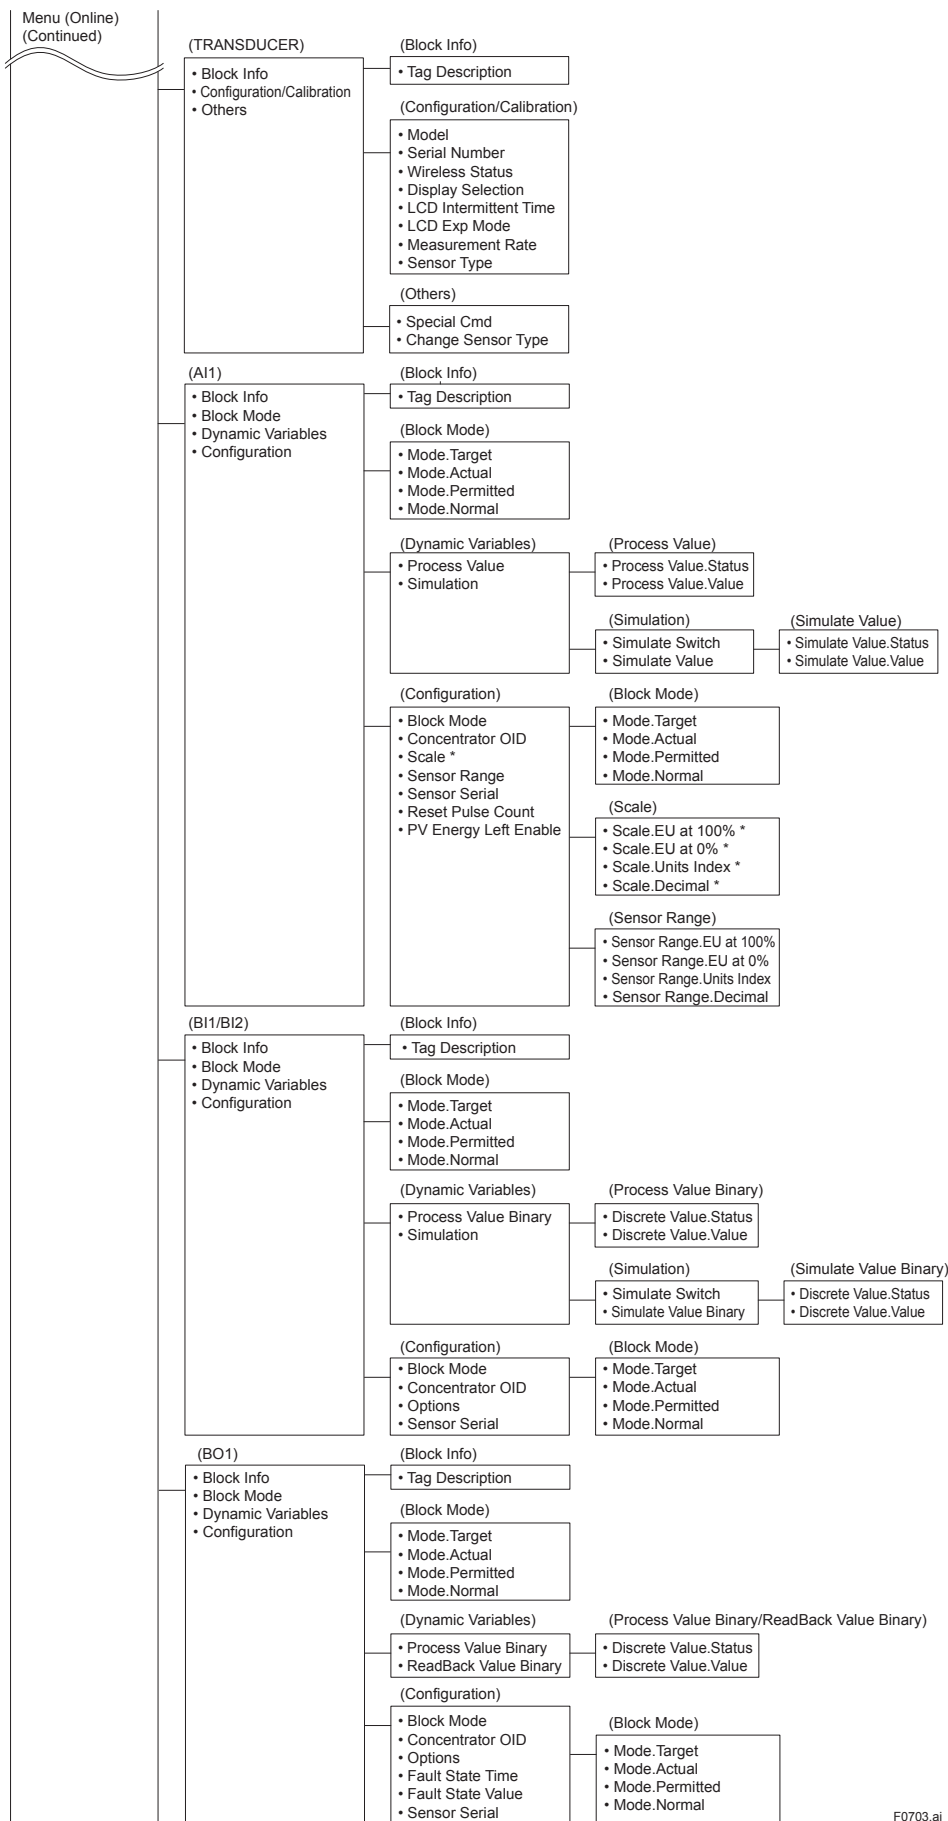 Menu (Online)
(Continued)
(TRANSDUCER)
• Block Info
• Configuration/Calibration
• Others
(Block Info)
• Tag Description
(Configuration/Calibration)
• Model
• Serial Number
• Wireless Status
• Display Selection
• LCD Intermittent Time
• LCD Exp Mode
• Measurement Rate
• Sensor Type
(Others)
• Special Cmd
• Change Sensor Type
(AI1)
• Block Info
• Block Mode
• Dynamic Variables
• Configuration
(Block Info)
• Tag Description
(Block Mode)
• Mode.Target
• Mode.Actual
• Mode.Permitted
• Mode.Normal
(Dynamic Variables)
• Process Value
• Simulation
(Process Value)
• Process Value.Status
• Process Value.Value
(Simulation)
• Simulate Switch
• Simulate Value
(Simulate Value)
• Simulate Value.Status
• Simulate Value.Value
(Configuration)
• Block Mode
• Concentrator OID
• Scale *
• Sensor Range
• Sensor Serial
• Reset Pulse Count
• PV Energy Left Enable
(Block Mode)
• Mode.Target
• Mode.Actual
• Mode.Permitted
• Mode.Normal
(Scale)
• Scale.EU at 100% *
• Scale.EU at 0% *
• Scale.Units Index *
• Scale.Decimal *
(Sensor Range)
• Sensor Range.EU at 100%
• Sensor Range.EU at 0%
• Sensor Range.Units Index
• Sensor Range.Decimal
(BI1/BI2)
• Block Info
• Block Mode
• Dynamic Variables
• Configuration
(Block Info)
• Tag Description
(Block Mode)
• Mode.Target
• Mode.Actual
• Mode.Permitted
• Mode.Normal
(Dynamic Variables)
• Process Value Binary
• Simulation
(Process Value Binary)
• Discrete Value.Status
• Discrete Value.Value
(Simulation)
• Simulate Switch
• Simulate Value Binary
(Simulate Value Binary)
• Discrete Value.Status
• Discrete Value.Value
(Configuration)
• Block Mode
• Concentrator OID
• Options
• Sensor Serial
(Block Mode)
• Mode.Target
• Mode.Actual
• Mode.Permitted
• Mode.Normal
(BO1)
• Block Info
• Block Mode
• Dynamic Variables
• Configuration
(Block Info)
• Tag Description
(Block Mode)
• Mode.Target
• Mode.Actual
• Mode.Permitted
• Mode.Normal
(Dynamic Variables)
• Process Value Binary
• ReadBack Value Binary
(Process Value Binary/ReadBack Value Binary)
• Discrete Value.Status
• Discrete Value.Value
(Configuration)
• Block Mode
• Concentrator OID
• Options
• Fault State Time
• Fault State Value
• Sensor Serial
(Block Mode)
• Mode.Target
• Mode.Actual
• Mode.Permitted
• Mode.Normal
F0703.ai